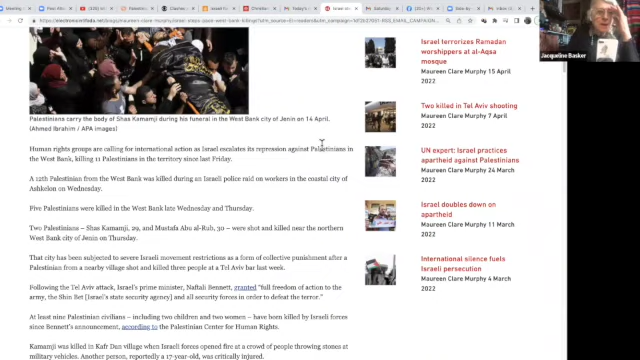 Meeting
Today's
Saturday
electronicintifada.net/blogs/maureen-clare-murphy/israel-steps-
Palestinians carry the body of Shas Kamamji during his funeral in the West Bank city of Jenin on 14 April.
(Ahmed Ibrahim / APA images)
Human rights groups are calling for international action as Israel escalates its repression against Palestinians in
the West Bank, killing 11 Palestinians in the territory since last Friday.
A 12th Palestinian from the West Bank was killed during an Israeli police raid on workers in the coastal city of
Ashkelon on Wednesday.
Five Palestinians were killed in the West Bank late Wednesday and Thursday.
Two Palestinians – Shas Kamamji, 29, and Mustafa Abu al-Rub, 30 – were shot and killed near the northern
West Bank city of Jenin on Thursday.
That city has been subjected to severe Israeli movement restrictions as a form of collective punishment after a
Palestinian from a nearby village shot and killed three people at a Tel Aviv bar last week.
Following the Tel Aviv attack, Israel's prime minister, Naftali Bennett, granted "full freedom of action to the
army, the Shin Bet [Israel's state security agency] and all security forces in order to defeat the terror."
At least nine Palestinian civilians – including two children and two women – have been killed by Israeli forces
since Bennett's announcement, according to the Palestinian Center for Human Rights.
Kamamji was killed in Kafr Dan village when Israeli forces opened fire at a crowd of people throwing stones at
military vehicles. Another person, reportedly a 17-year-old, was critically injured.
Israel terrorizes Ramadan
worshippers at al-Aqsa
mosque
Maureen Clare Murphy 15 April
2022
Two killed in Tel Aviv shooting
Maureen Clare Murphy 7 April
2022
UN expert: Israel practices
apartheid against Palestinians
Maureen Clare Murphy 24 March
2022
Israel doubles down on
apartheid
Maureen Clare Murphy 11 March
2022
International silence fuels
Israeli persecution
Maureen Clare Murphy 4 March
2022
Jacqueline Basker